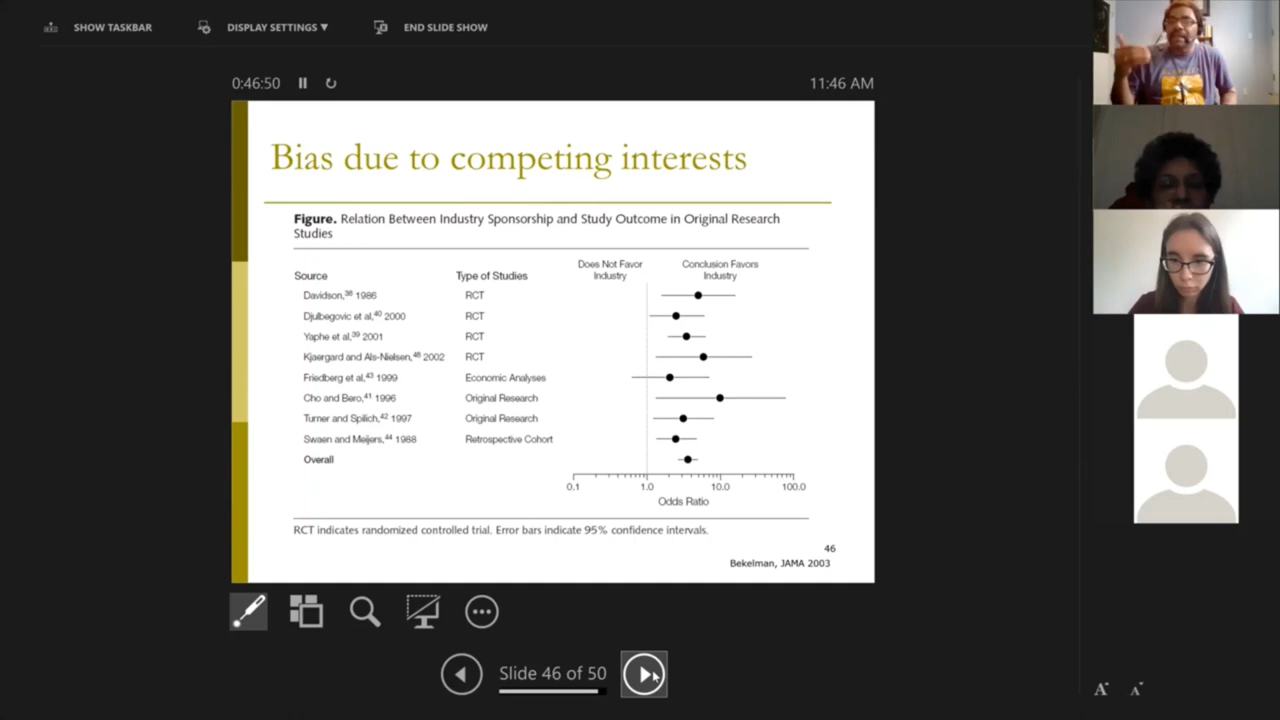 SHOW TASKBAR
DISPLAY SETTINGS ▼
END SLIDE SHOW
0:46:50
11:46 AM
Bias due to competing interests
Figure. Relation Between Industry Sponsorship and Study Outcome in Original Research
Studies
Does Not Favor
Industry
Conclusion Favors
Industry
Source
Type of Studies
Davidson,38 1986 RCT
Djulbegovic et al,40 2000 RCT
Yaphe et al,39 2001 RCT
Kjaergard and Als-Nielsen,46 2002 RCT
Friedberg et al,43 1999 Economic Analyses
Cho and Bero,41 1996 Original Research
Turner and Spilich,42 1997 Original Research
Swaen and Meijers,44 1988 Retrospective Cohort
Overall
0.1 1.0 10.0 100.0
Odds Ratio
RCT indicates randomized controlled trial. Error bars indicate 95% confidence intervals.
46
Bekelman, JAMA 2003
Slide 46 of 50
A A